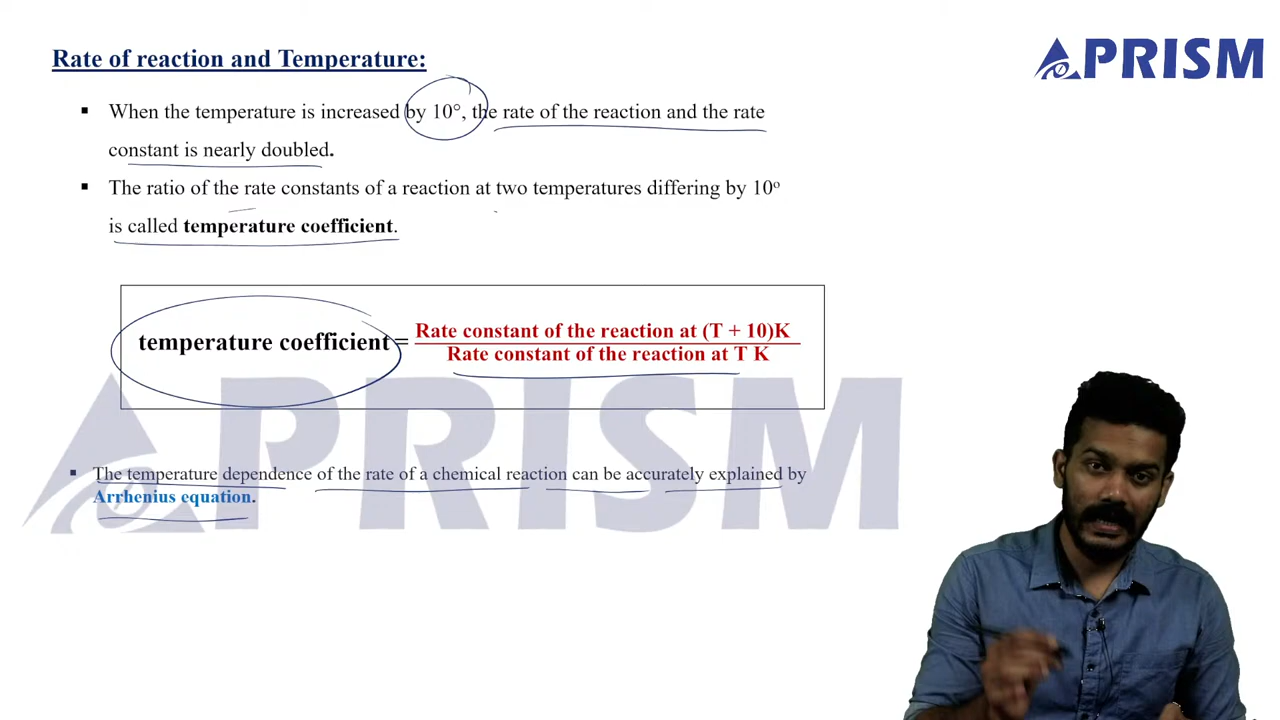 Rate of reaction and Temperature:
PRISM
▪ When the temperature is increased by 10°, the rate of the reaction and the rate
constant is nearly doubled.
▪ The ratio of the rate constants of a reaction at two temperatures differing by 10º
is called temperature coefficient.
temperature coefficient = Rate constant of the reaction at (T + 10)K
Rate constant of the reaction at T K
PRISM
▪ The temperature dependence of the rate of a chemical reaction can be accurately explained by
Arrhenius equation.